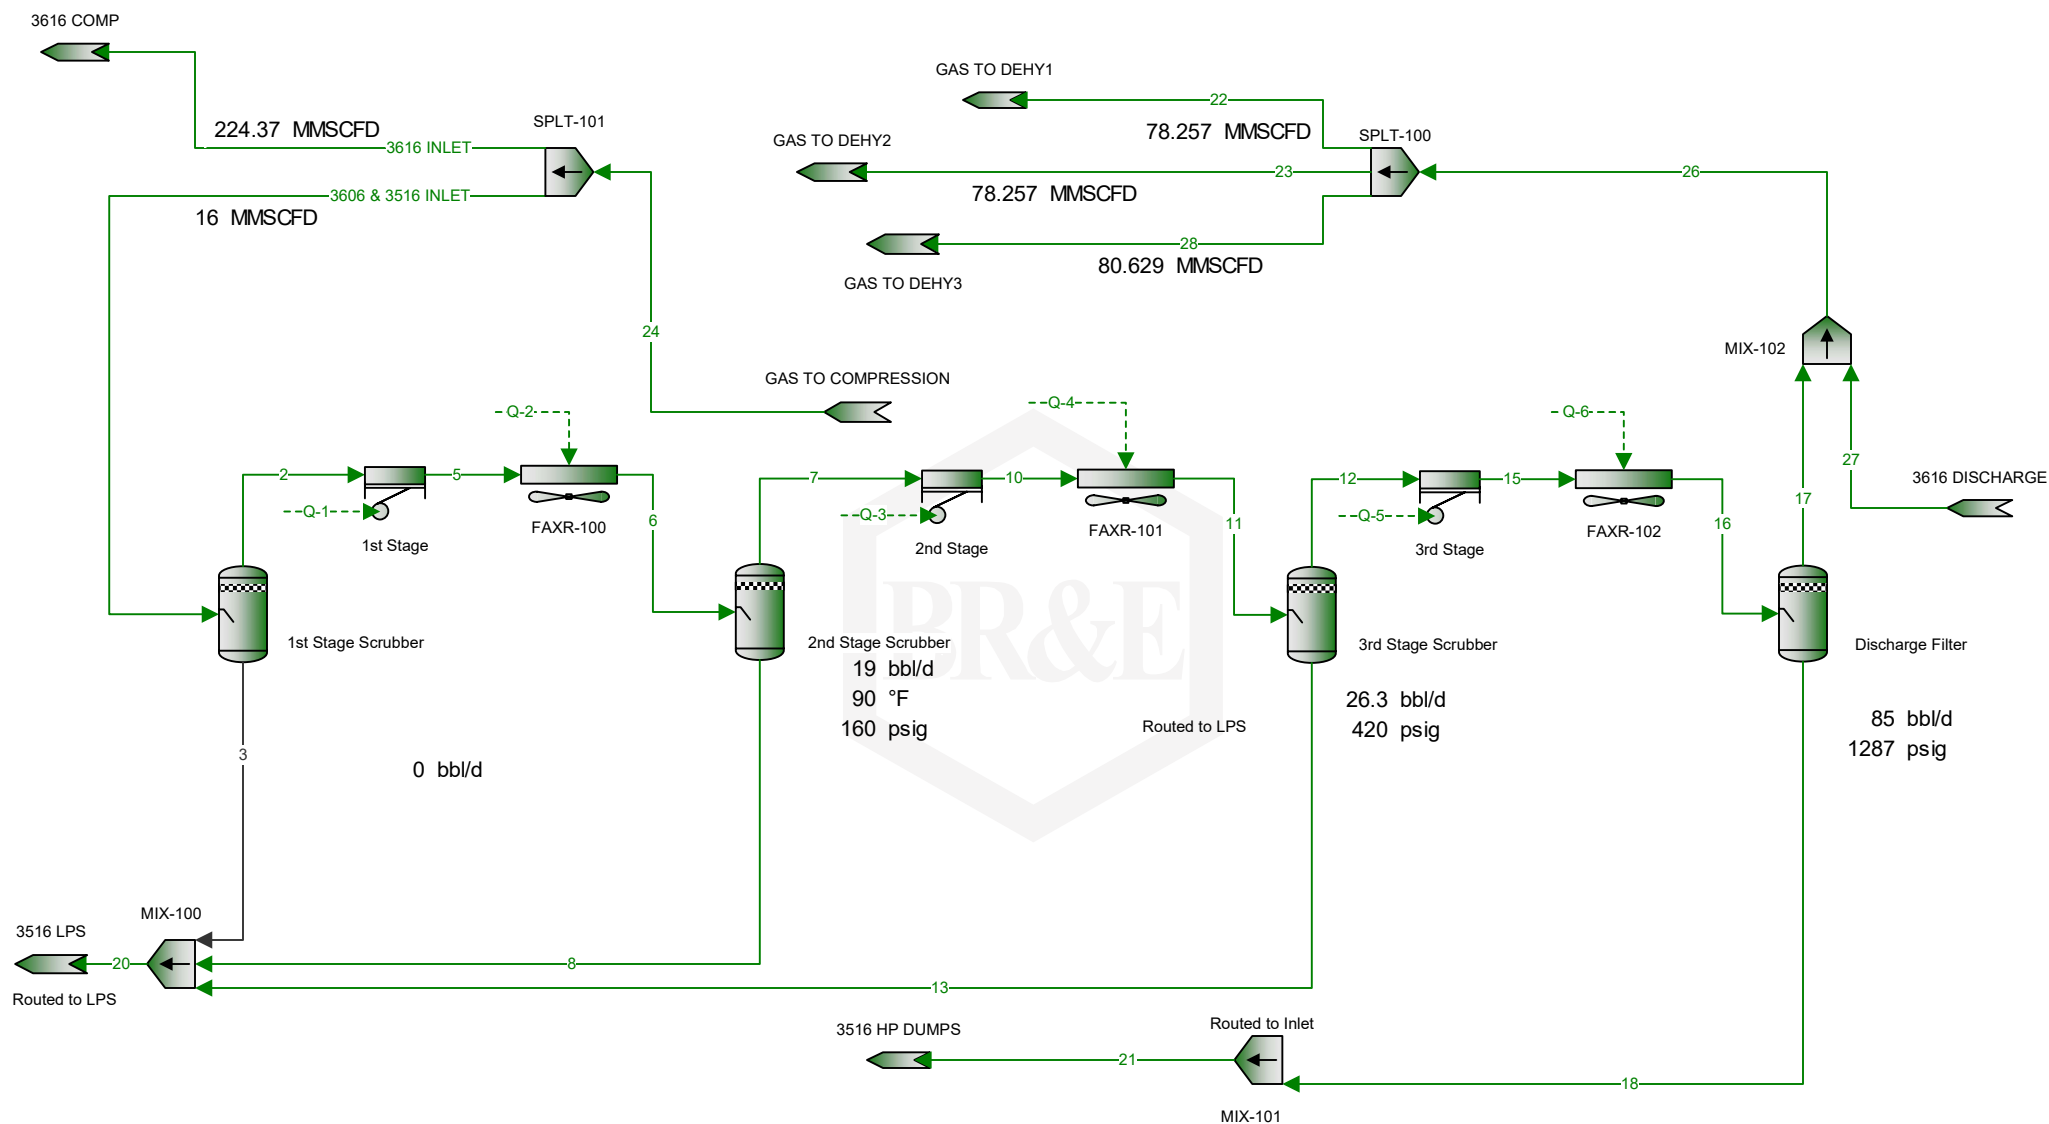 3616 COMP
224.37 MMSCFD
3616 INLET
SPLT-101
3606 & 3516 INLET
16 MMSCFD
GAS TO DEHY1
22
78.257 MMSCFD
SPLT-100
GAS TO DEHY2
23
78.257 MMSCFD
26
28
80.629 MMSCFD
GAS TO DEHY3
24
MIX-102
GAS TO COMPRESSION
Q-2
Q-4
Q-6
27
3616 DISCHARGE
17
2
5
6
Q-1
1st Stage
FAXR-100
7
10
11
Q-3
2nd Stage
FAXR-101
12
15
16
Q-5
3rd Stage
FAXR-102
BR&E
1st Stage Scrubber
2nd Stage Scrubber
19 bbl/d
90 °F
160 psig
Routed to LPS
3rd Stage Scrubber
26.3 bbl/d
420 psig
Discharge Filter
85 bbl/d
1287 psig
3
0 bbl/d
MIX-100
3516 LPS
20
Routed to LPS
8
13
3516 HP DUMPS
21
Routed to Inlet
MIX-101
18